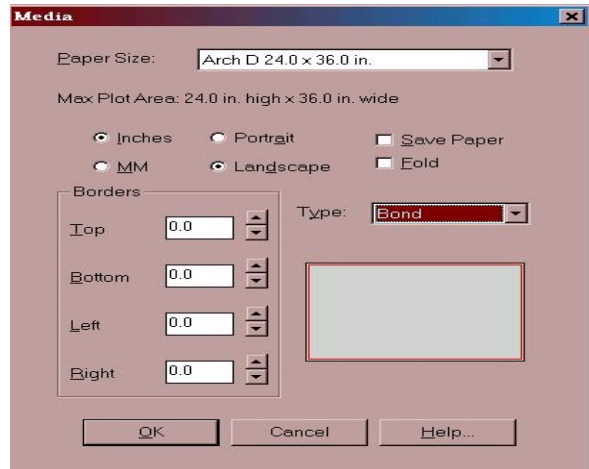 Media
Paper Size: Arch D 24.0 x 36.0 in.
Max Plot Area: 24.0 in. high x 36.0 in. wide
Inches Portrait Save Paper
MM Landscape Fold
Borders
Type: Bond
Top 0.0
Bottom 0.0
Left 0.0
Right 0.0
OK Cancel Help...